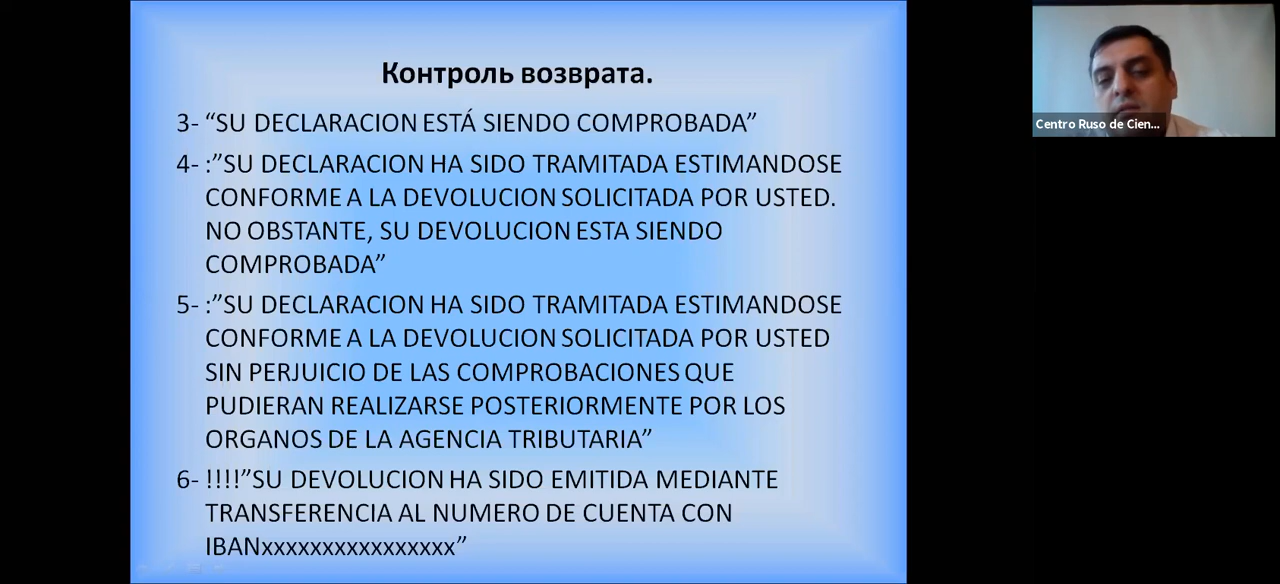 Контроль возврата.
3- “SU DECLARACION ESTÁ SIENDO COMPROBADA”
4- :”SU DECLARACION HA SIDO TRAMITADA ESTIMANDOSE
CONFORME A LA DEVOLUCION SOLICITADA POR USTED.
NO OBSTANTE, SU DEVOLUCION ESTA SIENDO
COMPROBADA”
5- :”SU DECLARACION HA SIDO TRAMITADA ESTIMANDOSE
CONFORME A LA DEVOLUCION SOLICITADA POR USTED
SIN PERJUICIO DE LAS COMPROBACIONES QUE
PUDIERAN REALIZARSE POSTERIORMENTE POR LOS
ORGANOS DE LA AGENCIA TRIBUTARIA”
6- !!!!”SU DEVOLUCION HA SIDO EMITIDA MEDIANTE
TRANSFERENCIA AL NUMERO DE CUENTA CON
IBANxxxxxxxxxxxxxxxx”
Centro Ruso de Cien...